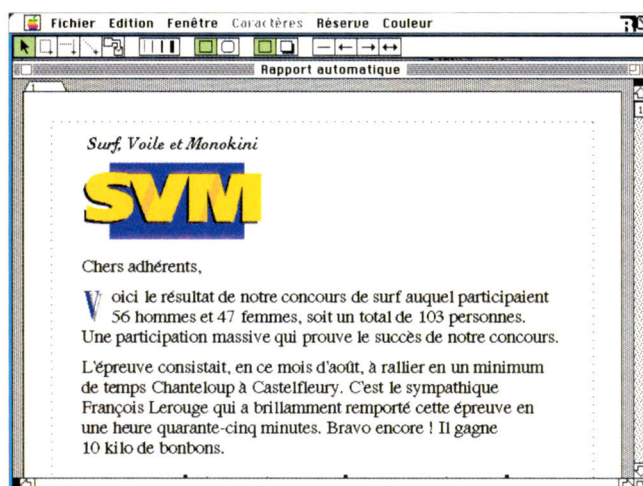 Fichier Edition Fenêtre Caractères Réserve Couleur
Rapport automatique
1
Surf, Voile et Monokini
SVM
Chers adhérents,
Voici le résultat de notre concours de surf auquel participaient
56 hommes et 47 femmes, soit un total de 103 personnes.
Une participation massive qui prouve le succès de notre concours.
L'épreuve consistait, en ce mois d'août, à rallier en un minimum
de temps Chanteloup à Castelfleury. C'est le sympathique
François Lerouge qui a brillamment remporté cette épreuve en
une heure quarante-cinq minutes. Bravo encore ! Il gagne
10 kilo de bonbons.